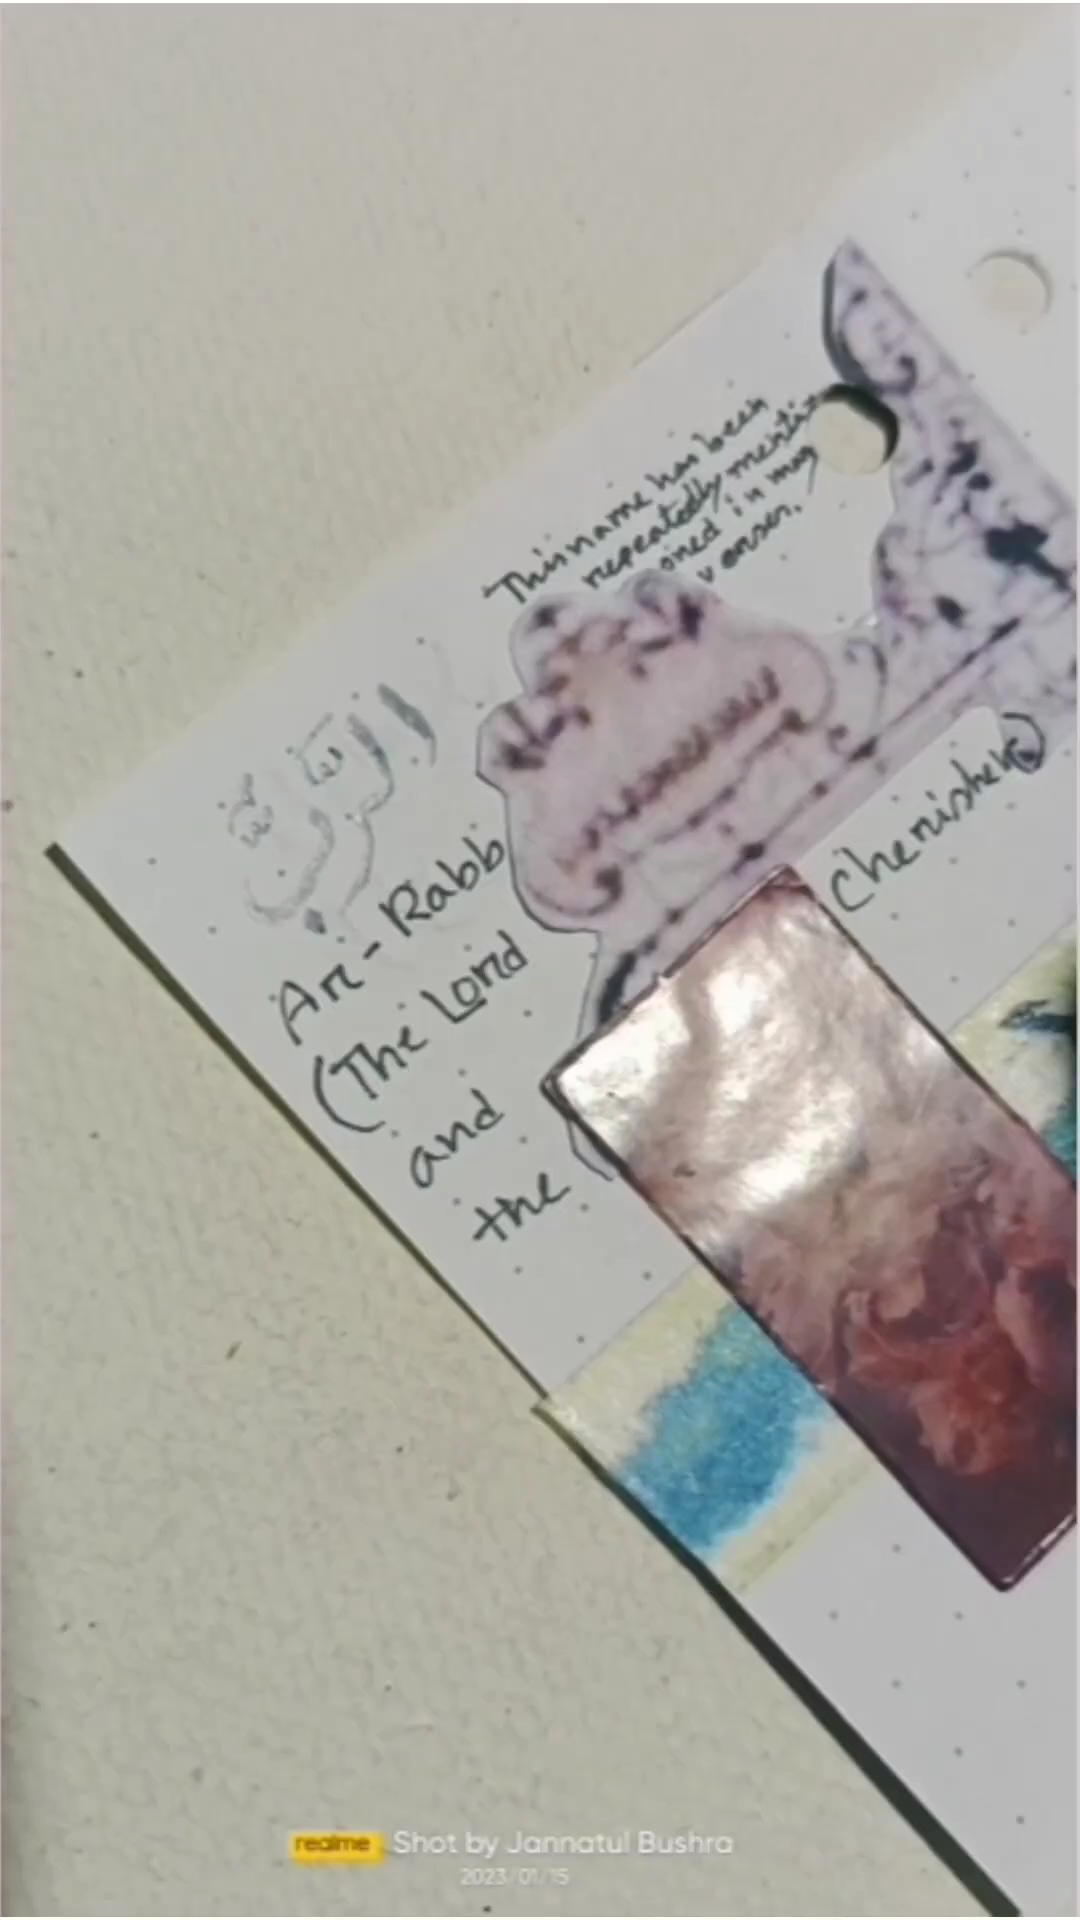 This name has been
repeatedly mentio
oned in many
verses.
الرَّبُّ
Ar-Rabb
(The Lord
and
the Cherisher)
realme Shot by Jannatul Bushra
2023/01/15